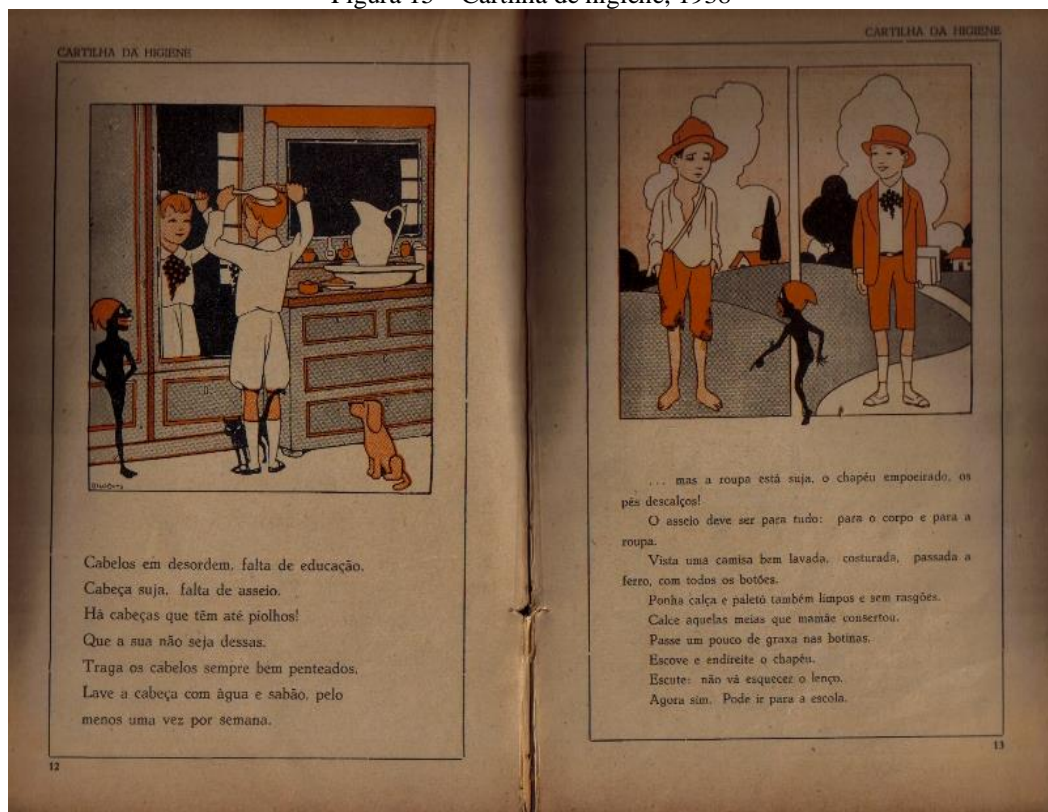 Figura 13 – Cartilha de higiene, 1938
CARTILHA DA HIGIENE
Cabelos em desordem, falta de educação.
Cabeça suja, falta de asseio.
Há cabeças que têm até piolhos!
Que a sua não seja dessas.
Traga os cabelos sempre bem penteados.
Lave a cabeça com água e sabão, pelo
menos uma vez por semana.
12
CARTILHA DA HIGIENE
... mas a roupa está suja, o chapéu empoeirado, os
pés descalços!
O asseio deve ser para tudo: para o corpo e para a
roupa.
Vista uma camisa bem lavada, costurada, passada a
ferro, com todos os botões.
Ponha calça e paletó também limpos e sem rasgões.
Calce aquelas meias que mamãe consertou.
Passe um pouco de graxa nas botinas.
Escove e endireite o chapéu.
Escute: não vá esquecer o lenço.
Agora sim. Pode ir para a escola.
13